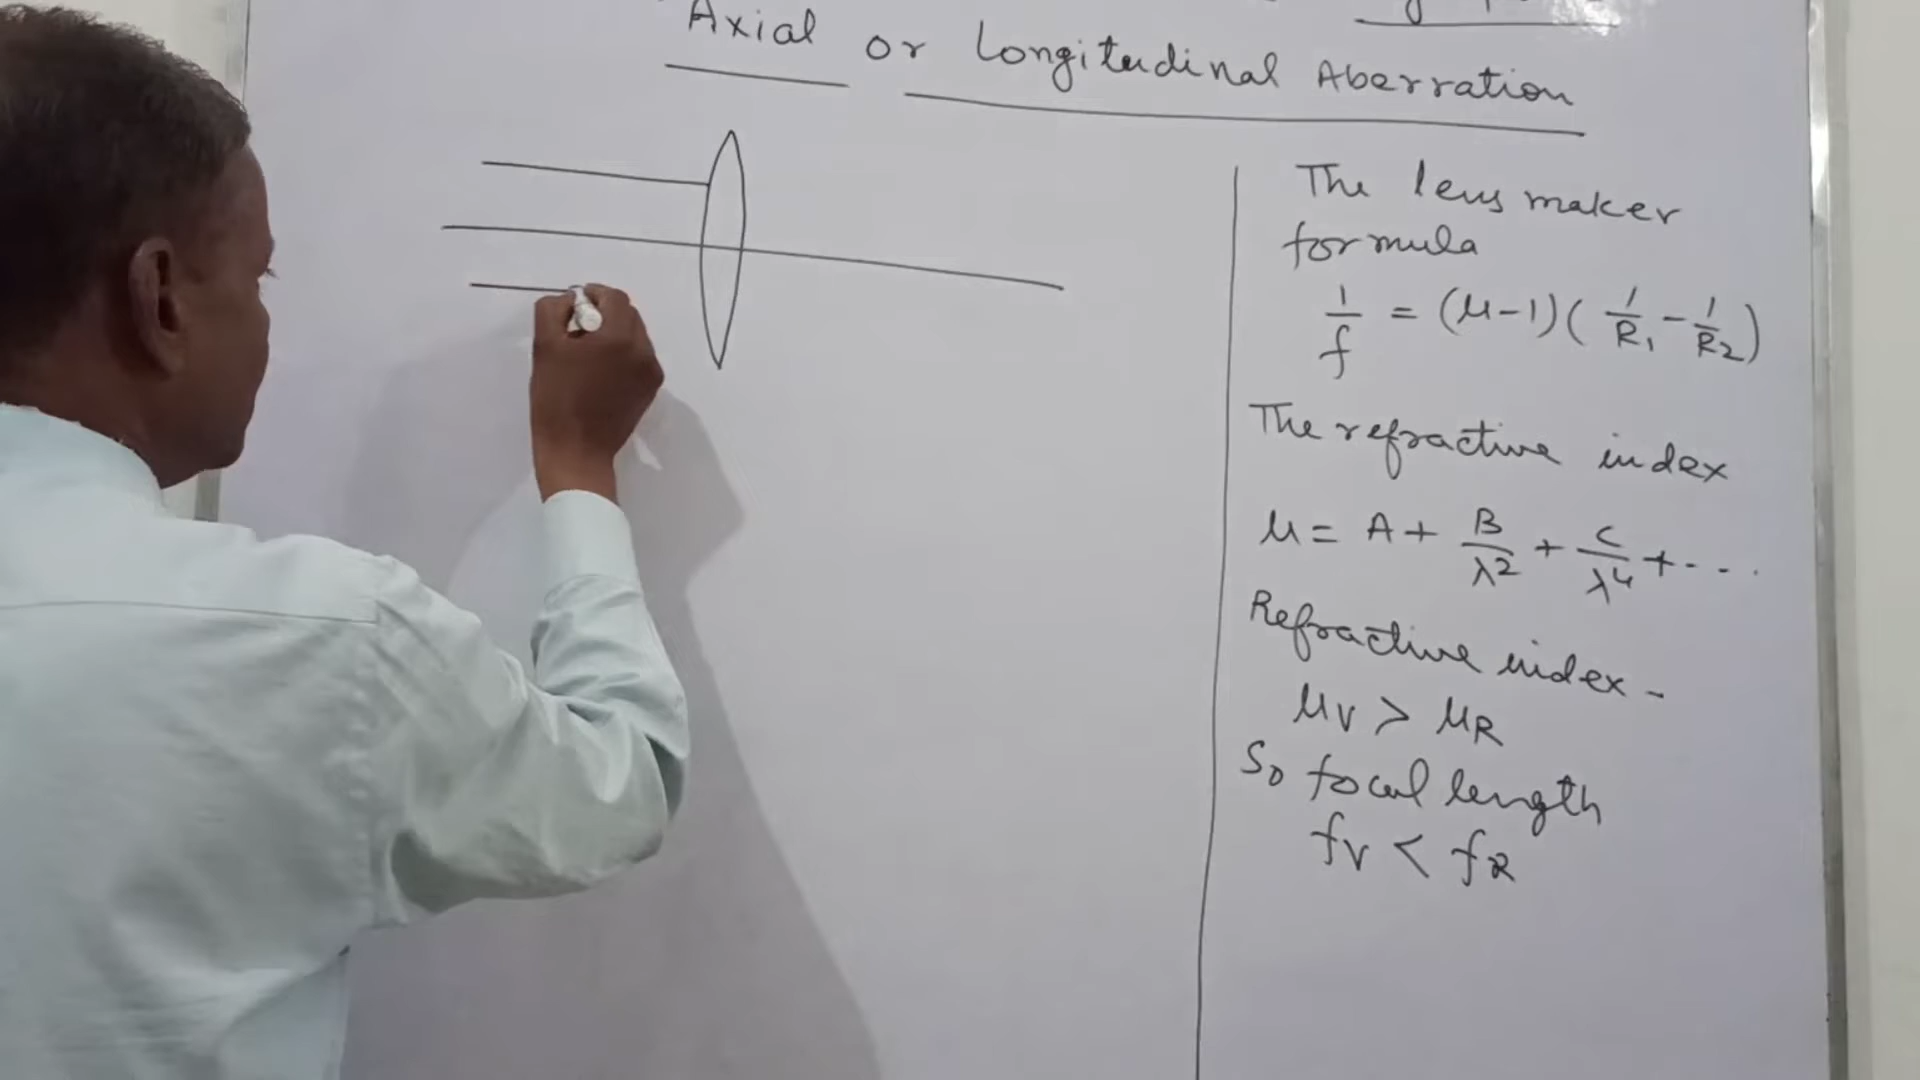 Axial or Longitudinal Aberration
The lens maker
formula
1/f = (μ-1)(1/R₁ - 1/R₂)
The refractive index
μ = A + B/λ² + C/λ⁴ + - - .
Refractive index -
μv > μR
So focal length
fv < fR